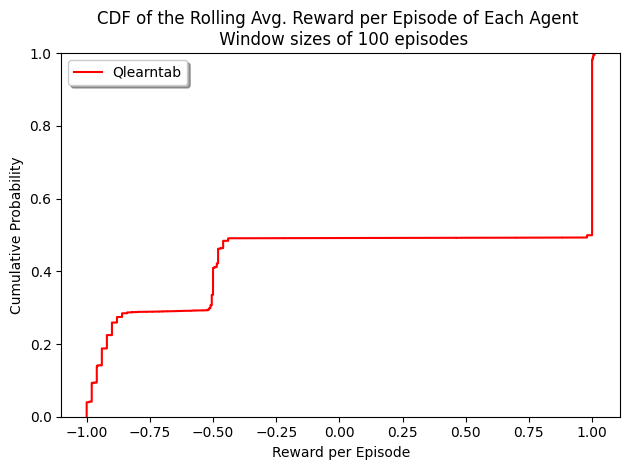 CDF of the Rolling Avg. Reward per Episode of Each Agent
Window sizes of 100 episodes
Qlearntab
Cumulative Probability
1.0
0.8
0.6
0.4
0.2
0.0
−1.00 −0.75 −0.50 −0.25 0.00 0.25 0.50 0.75 1.00
Reward per Episode